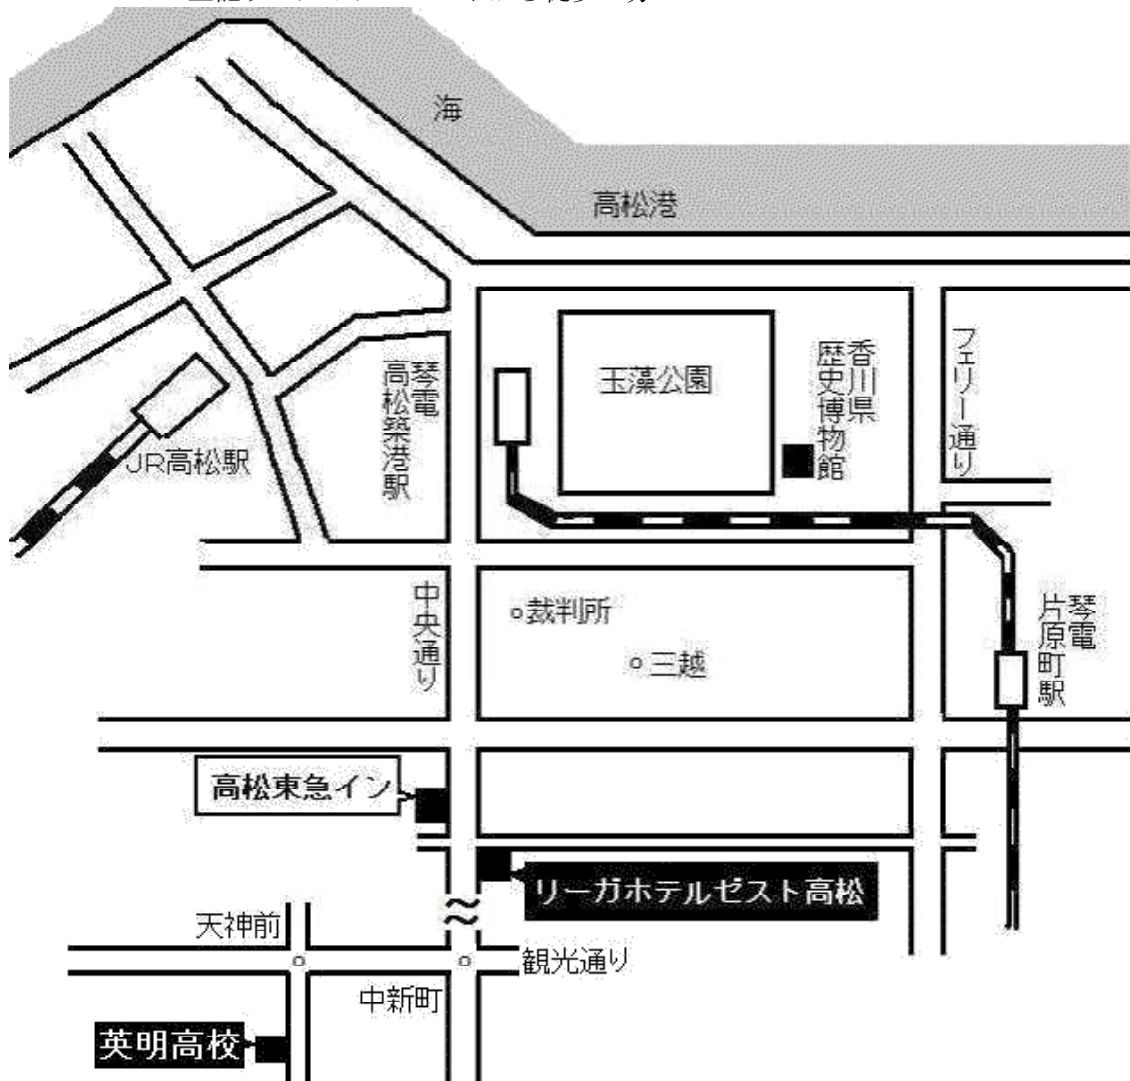 海
高松港
フェリー通り
香川県
歴史博物館
玉藻公園
琴電
高松築港駅
JR高松駅
中央通り
裁判所
三越
琴電
片原町駅
高松東急イン
リーガホテルゼスト高松
天神前
観光通り
中新町
英明高校